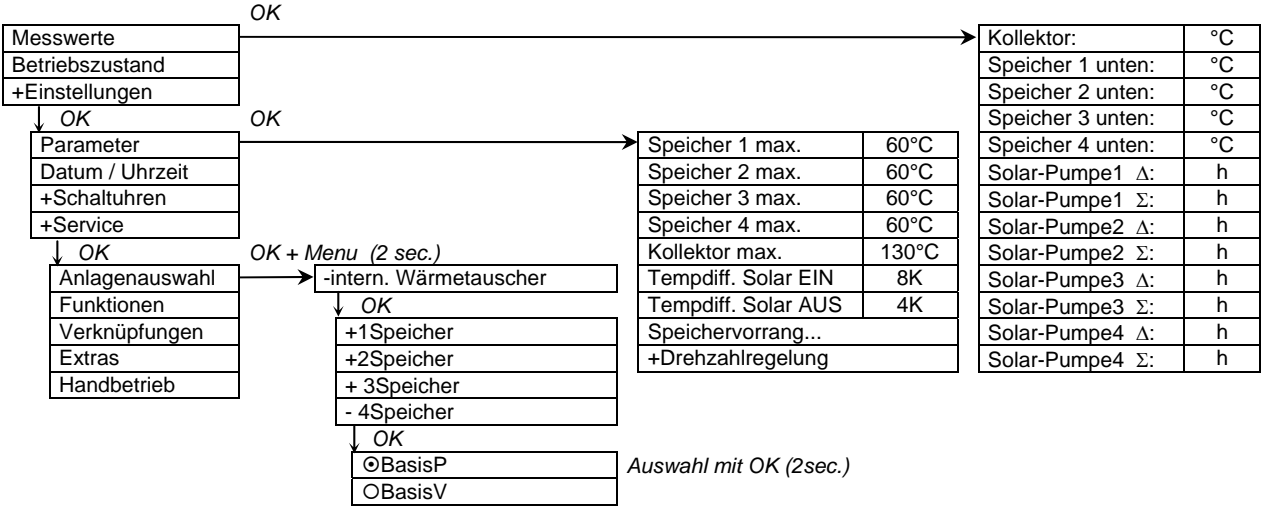 OK
Messwerte
Betriebszustand
+Einstellungen
OK
OK
Parameter
Datum / Uhrzeit
+Schaltuhren
+Service
OK
OK + Menu (2 sec.)
Anlagenauswahl
Funktionen
Verknüpfungen
Extras
Handbetrieb
-intern. Wärmetauscher
OK
+1Speicher
+2Speicher
+ 3Speicher
- 4Speicher
OK
⊙BasisP
○BasisV
Auswahl mit OK (2sec.)
Speicher 1 max. 60°C
Speicher 2 max. 60°C
Speicher 3 max. 60°C
Speicher 4 max. 60°C
Kollektor max. 130°C
Tempdiff. Solar EIN 8K
Tempdiff. Solar AUS 4K
Speichervorrang...
+Drehzahlregelung
Kollektor: °C
Speicher 1 unten: °C
Speicher 2 unten: °C
Speicher 3 unten: °C
Speicher 4 unten: °C
Solar-Pumpe1 Δ: h
Solar-Pumpe1 Σ: h
Solar-Pumpe2 Δ: h
Solar-Pumpe2 Σ: h
Solar-Pumpe3 Δ: h
Solar-Pumpe3 Σ: h
Solar-Pumpe4 Δ: h
Solar-Pumpe4 Σ: h